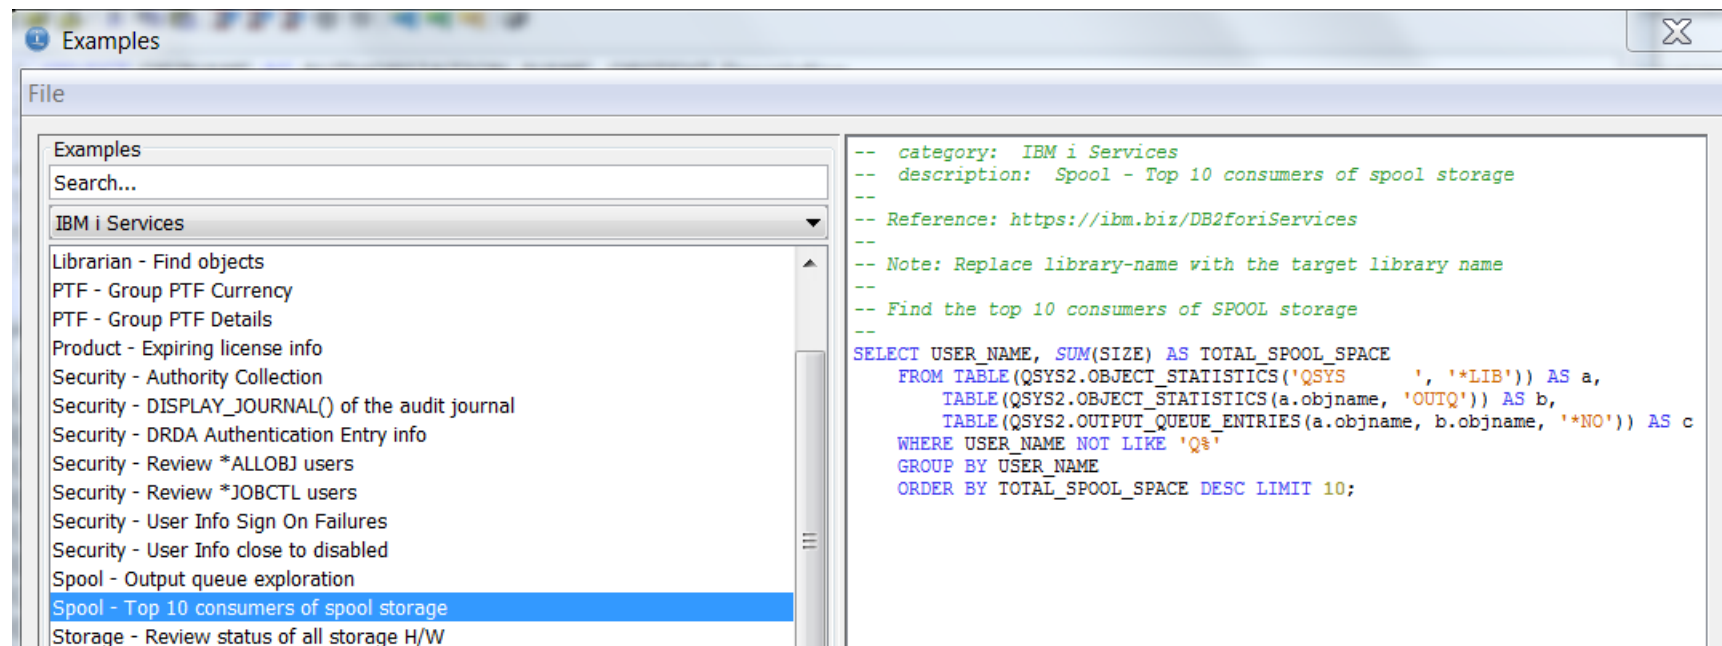 Examples
File
Examples
Search...
IBM i Services
Librarian - Find objects
PTF - Group PTF Currency
PTF - Group PTF Details
Product - Expiring license info
Security - Authority Collection
Security - DISPLAY_JOURNAL() of the audit journal
Security - DRDA Authentication Entry info
Security - Review *ALLOBJ users
Security - Review *JOBCTL users
Security - User Info Sign On Failures
Security - User Info close to disabled
Spool - Output queue exploration
Spool - Top 10 consumers of spool storage
Storage - Review status of all storage H/W
--  category:  IBM i Services
--  description:  Spool - Top 10 consumers of spool storage
--
-- Reference: https://ibm.biz/DB2foriServices
--
-- Note: Replace library-name with the target library name
--
-- Find the top 10 consumers of SPOOL storage
--
SELECT USER_NAME, SUM(SIZE) AS TOTAL_SPOOL_SPACE
    FROM TABLE(QSYS2.OBJECT_STATISTICS('QSYS      ', '*LIB')) AS a,
        TABLE(QSYS2.OBJECT_STATISTICS(a.objname, 'OUTQ')) AS b,
        TABLE(QSYS2.OUTPUT_QUEUE_ENTRIES(a.objname, b.objname, '*NO')) AS c
    WHERE USER_NAME NOT LIKE 'Q%'
    GROUP BY USER_NAME
    ORDER BY TOTAL_SPOOL_SPACE DESC LIMIT 10;